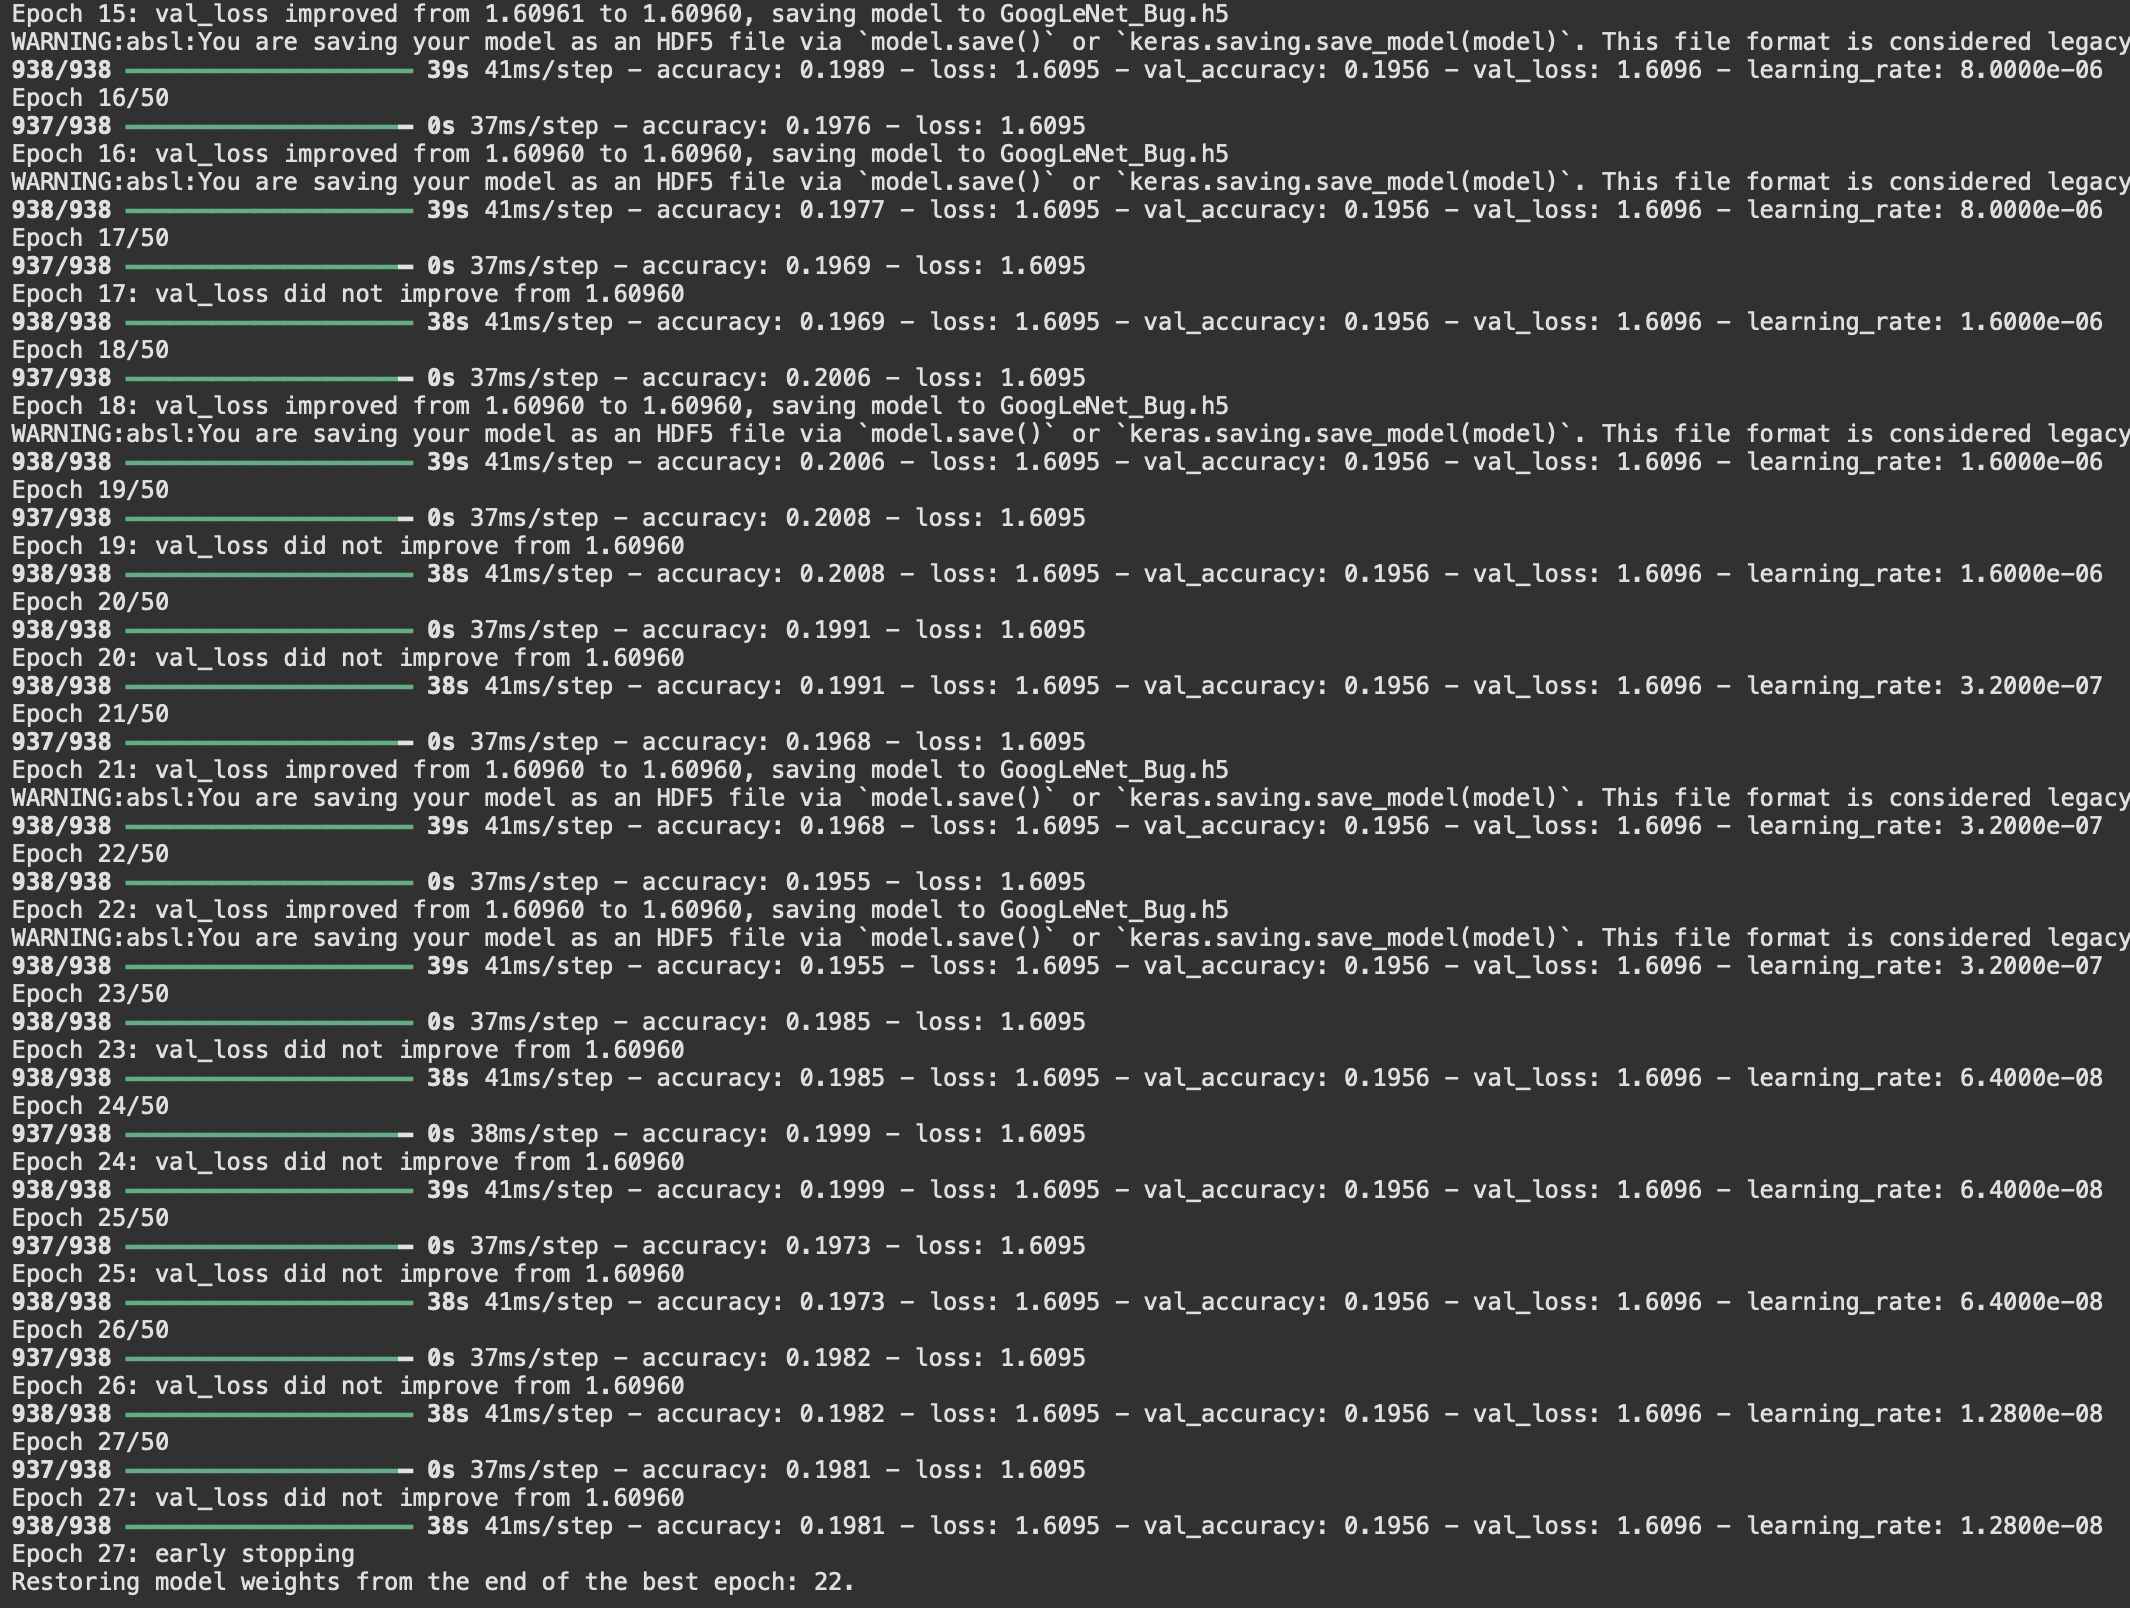 Epoch 15: val_loss improved from 1.60961 to 1.60960, saving model to GoogLeNet_Bug.h5
WARNING:absl:You are saving your model as an HDF5 file via `model.save()` or `keras.saving.save_model(model)`. This file format is considered legacy
938/938 ━━━━━━━━━━━━━━━━━━━━ 39s 41ms/step - accuracy: 0.1989 - loss: 1.6095 - val_accuracy: 0.1956 - val_loss: 1.6096 - learning_rate: 8.0000e-06
Epoch 16/50
937/938 ━━━━━━━━━━━━━━━━━━━━ 0s 37ms/step - accuracy: 0.1976 - loss: 1.6095
Epoch 16: val_loss improved from 1.60960 to 1.60960, saving model to GoogLeNet_Bug.h5
WARNING:absl:You are saving your model as an HDF5 file via `model.save()` or `keras.saving.save_model(model)`. This file format is considered legacy
938/938 ━━━━━━━━━━━━━━━━━━━━ 39s 41ms/step - accuracy: 0.1977 - loss: 1.6095 - val_accuracy: 0.1956 - val_loss: 1.6096 - learning_rate: 8.0000e-06
Epoch 17/50
937/938 ━━━━━━━━━━━━━━━━━━━━ 0s 37ms/step - accuracy: 0.1969 - loss: 1.6095
Epoch 17: val_loss did not improve from 1.60960
938/938 ━━━━━━━━━━━━━━━━━━━━ 38s 41ms/step - accuracy: 0.1969 - loss: 1.6095 - val_accuracy: 0.1956 - val_loss: 1.6096 - learning_rate: 1.6000e-06
Epoch 18/50
937/938 ━━━━━━━━━━━━━━━━━━━━ 0s 37ms/step - accuracy: 0.2006 - loss: 1.6095
Epoch 18: val_loss improved from 1.60960 to 1.60960, saving model to GoogLeNet_Bug.h5
WARNING:absl:You are saving your model as an HDF5 file via `model.save()` or `keras.saving.save_model(model)`. This file format is considered legacy
938/938 ━━━━━━━━━━━━━━━━━━━━ 39s 41ms/step - accuracy: 0.2006 - loss: 1.6095 - val_accuracy: 0.1956 - val_loss: 1.6096 - learning_rate: 1.6000e-06
Epoch 19/50
937/938 ━━━━━━━━━━━━━━━━━━━━ 0s 37ms/step - accuracy: 0.2008 - loss: 1.6095
Epoch 19: val_loss did not improve from 1.60960
938/938 ━━━━━━━━━━━━━━━━━━━━ 38s 41ms/step - accuracy: 0.2008 - loss: 1.6095 - val_accuracy: 0.1956 - val_loss: 1.6096 - learning_rate: 1.6000e-06
Epoch 20/50
938/938 ━━━━━━━━━━━━━━━━━━━━ 0s 37ms/step - accuracy: 0.1991 - loss: 1.6095
Epoch 20: val_loss did not improve from 1.60960
938/938 ━━━━━━━━━━━━━━━━━━━━ 38s 41ms/step - accuracy: 0.1991 - loss: 1.6095 - val_accuracy: 0.1956 - val_loss: 1.6096 - learning_rate: 3.2000e-07
Epoch 21/50
937/938 ━━━━━━━━━━━━━━━━━━━━ 0s 37ms/step - accuracy: 0.1968 - loss: 1.6095
Epoch 21: val_loss improved from 1.60960 to 1.60960, saving model to GoogLeNet_Bug.h5
WARNING:absl:You are saving your model as an HDF5 file via `model.save()` or `keras.saving.save_model(model)`. This file format is considered legacy
938/938 ━━━━━━━━━━━━━━━━━━━━ 39s 41ms/step - accuracy: 0.1968 - loss: 1.6095 - val_accuracy: 0.1956 - val_loss: 1.6096 - learning_rate: 3.2000e-07
Epoch 22/50
938/938 ━━━━━━━━━━━━━━━━━━━━ 0s 37ms/step - accuracy: 0.1955 - loss: 1.6095
Epoch 22: val_loss improved from 1.60960 to 1.60960, saving model to GoogLeNet_Bug.h5
WARNING:absl:You are saving your model as an HDF5 file via `model.save()` or `keras.saving.save_model(model)`. This file format is considered legacy
938/938 ━━━━━━━━━━━━━━━━━━━━ 39s 41ms/step - accuracy: 0.1955 - loss: 1.6095 - val_accuracy: 0.1956 - val_loss: 1.6096 - learning_rate: 3.2000e-07
Epoch 23/50
938/938 ━━━━━━━━━━━━━━━━━━━━ 0s 37ms/step - accuracy: 0.1985 - loss: 1.6095
Epoch 23: val_loss did not improve from 1.60960
938/938 ━━━━━━━━━━━━━━━━━━━━ 38s 41ms/step - accuracy: 0.1985 - loss: 1.6095 - val_accuracy: 0.1956 - val_loss: 1.6096 - learning_rate: 6.4000e-08
Epoch 24/50
937/938 ━━━━━━━━━━━━━━━━━━━━ 0s 38ms/step - accuracy: 0.1999 - loss: 1.6095
Epoch 24: val_loss did not improve from 1.60960
938/938 ━━━━━━━━━━━━━━━━━━━━ 39s 41ms/step - accuracy: 0.1999 - loss: 1.6095 - val_accuracy: 0.1956 - val_loss: 1.6096 - learning_rate: 6.4000e-08
Epoch 25/50
937/938 ━━━━━━━━━━━━━━━━━━━━ 0s 37ms/step - accuracy: 0.1973 - loss: 1.6095
Epoch 25: val_loss did not improve from 1.60960
938/938 ━━━━━━━━━━━━━━━━━━━━ 38s 41ms/step - accuracy: 0.1973 - loss: 1.6095 - val_accuracy: 0.1956 - val_loss: 1.6096 - learning_rate: 6.4000e-08
Epoch 26/50
937/938 ━━━━━━━━━━━━━━━━━━━━ 0s 37ms/step - accuracy: 0.1982 - loss: 1.6095
Epoch 26: val_loss did not improve from 1.60960
938/938 ━━━━━━━━━━━━━━━━━━━━ 38s 41ms/step - accuracy: 0.1982 - loss: 1.6095 - val_accuracy: 0.1956 - val_loss: 1.6096 - learning_rate: 1.2800e-08
Epoch 27/50
937/938 ━━━━━━━━━━━━━━━━━━━━ 0s 37ms/step - accuracy: 0.1981 - loss: 1.6095
Epoch 27: val_loss did not improve from 1.60960
938/938 ━━━━━━━━━━━━━━━━━━━━ 38s 41ms/step - accuracy: 0.1981 - loss: 1.6095 - val_accuracy: 0.1956 - val_loss: 1.6096 - learning_rate: 1.2800e-08
Epoch 27: early stopping
Restoring model weights from the end of the best epoch: 22.